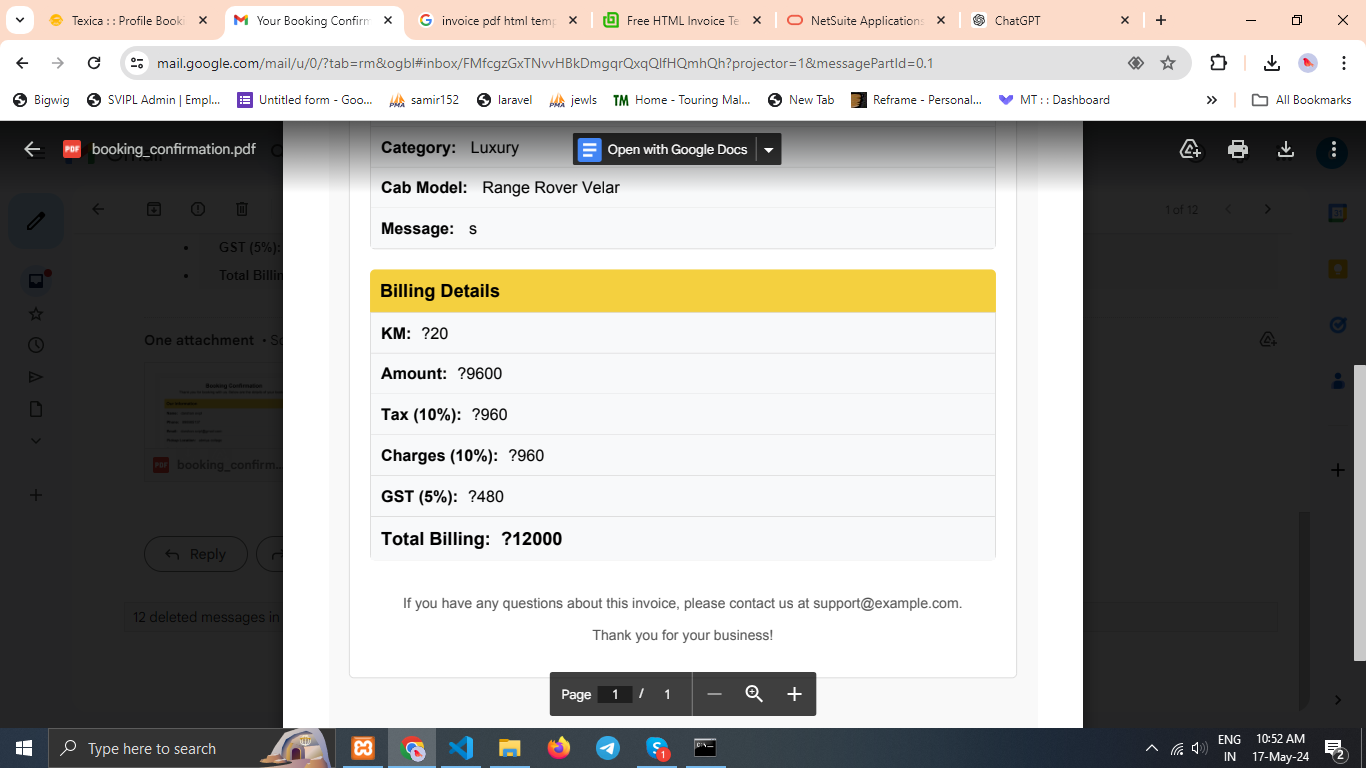 Texica :: Profile Booki
Your Booking Confirm
invoice pdf html temp
Free HTML Invoice Te
NetSuite Applications
ChatGPT
mail.google.com/mail/u/0/?tab=rm&ogbl#inbox/FMfcgzGxTNvvHBkDmgqrQxqQlfHQmhQh?projector=1&messagePartId=0.1
Bigwig
SVIPL Admin | Empl...
Untitled form - Goo...
samir152
laravel
jewls
TM Home - Touring Mal...
New Tab
Reframe - Personal...
MT :: Dashboard
All Bookmarks
PDF booking_confirmation.pdf
Open with Google Docs
1 of 12
Category: Luxury
Cab Model: Range Rover Velar
Message: s
GST (5%):
Total Billin
Billing Details
KM: ?20
Amount: ?9600
Tax (10%): ?960
Charges (10%): ?960
GST (5%): ?480
Total Billing: ?12000
If you have any questions about this invoice, please contact us at support@example.com.
Thank you for your business!
One attachment
Booking Confirmation
PDF booking_confirm...
Reply
12 deleted messages in
Page 1 / 1
Type here to search
ENG
IN
10:52 AM
17-May-24
1
2